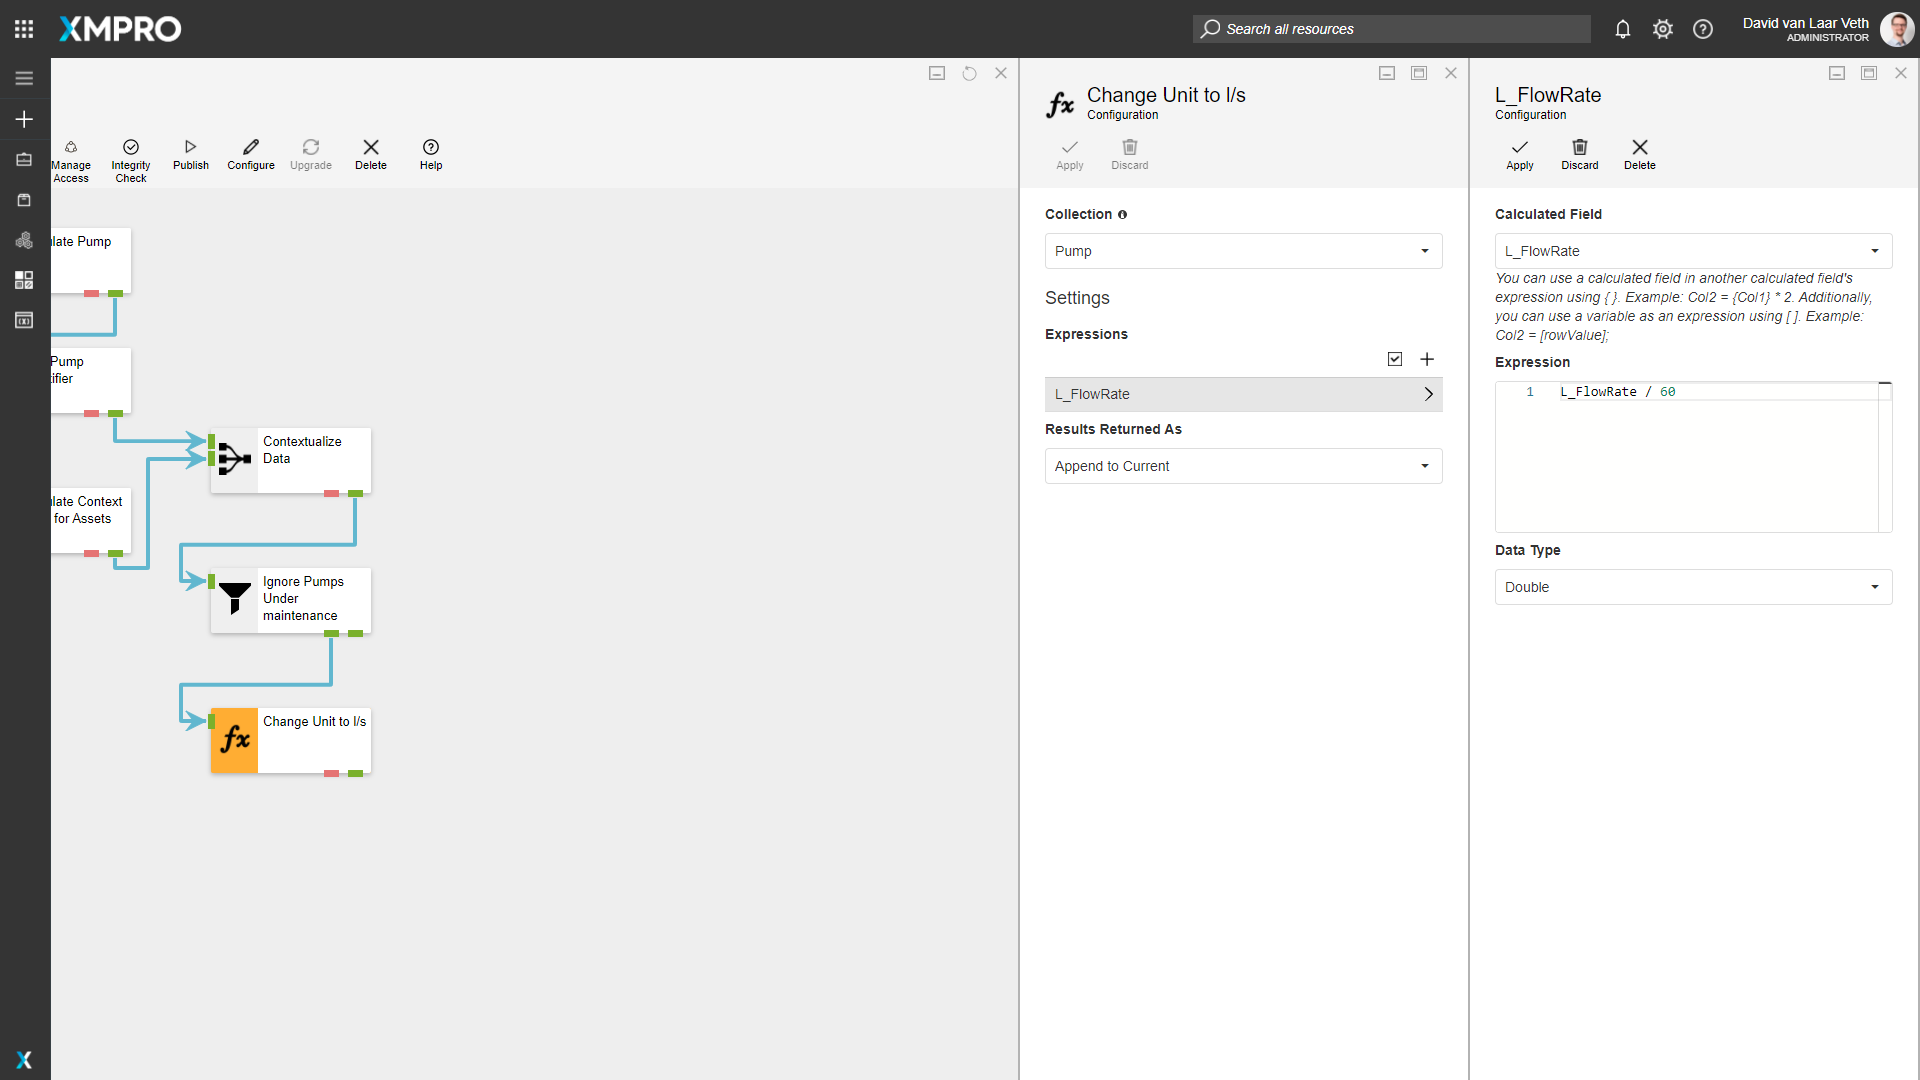 XMPRO
Search all resources
David van Laar Veth
ADMINISTRATOR
Manage
Access
Integrity
Check
Publish
Configure
Upgrade
Delete
Help
late Pump
Pump
ifier
Contextualize
Data
late Context
for Assets
Ignore Pumps
Under
maintenance
fx
Change Unit to l/s
fx
Change Unit to l/s
Configuration
Apply
Discard
Collection
Pump
Settings
Expressions
L_FlowRate
Results Returned As
Append to Current
L_FlowRate
Configuration
Apply
Discard
Delete
Calculated Field
L_FlowRate
You can use a calculated field in another calculated field's
expression using { }. Example: Col2 = {Col1} * 2. Additionally,
you can use a variable as an expression using [ ]. Example:
Col2 = [rowValue];
Expression
1 L_FlowRate / 60
Data Type
Double